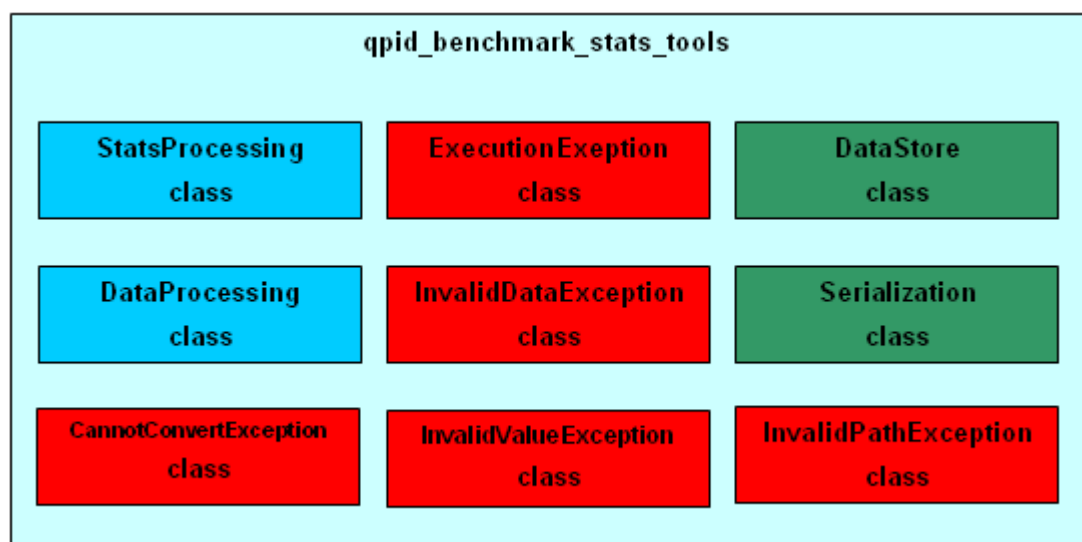 qpid_benchmark_stats_tools
StatsProcessing
class
ExecutionExeption
class
DataStore
class
DataProcessing
class
InvalidDataException
class
Serialization
class
CannotConvertException
class
InvalidValueException
class
InvalidPathException
class